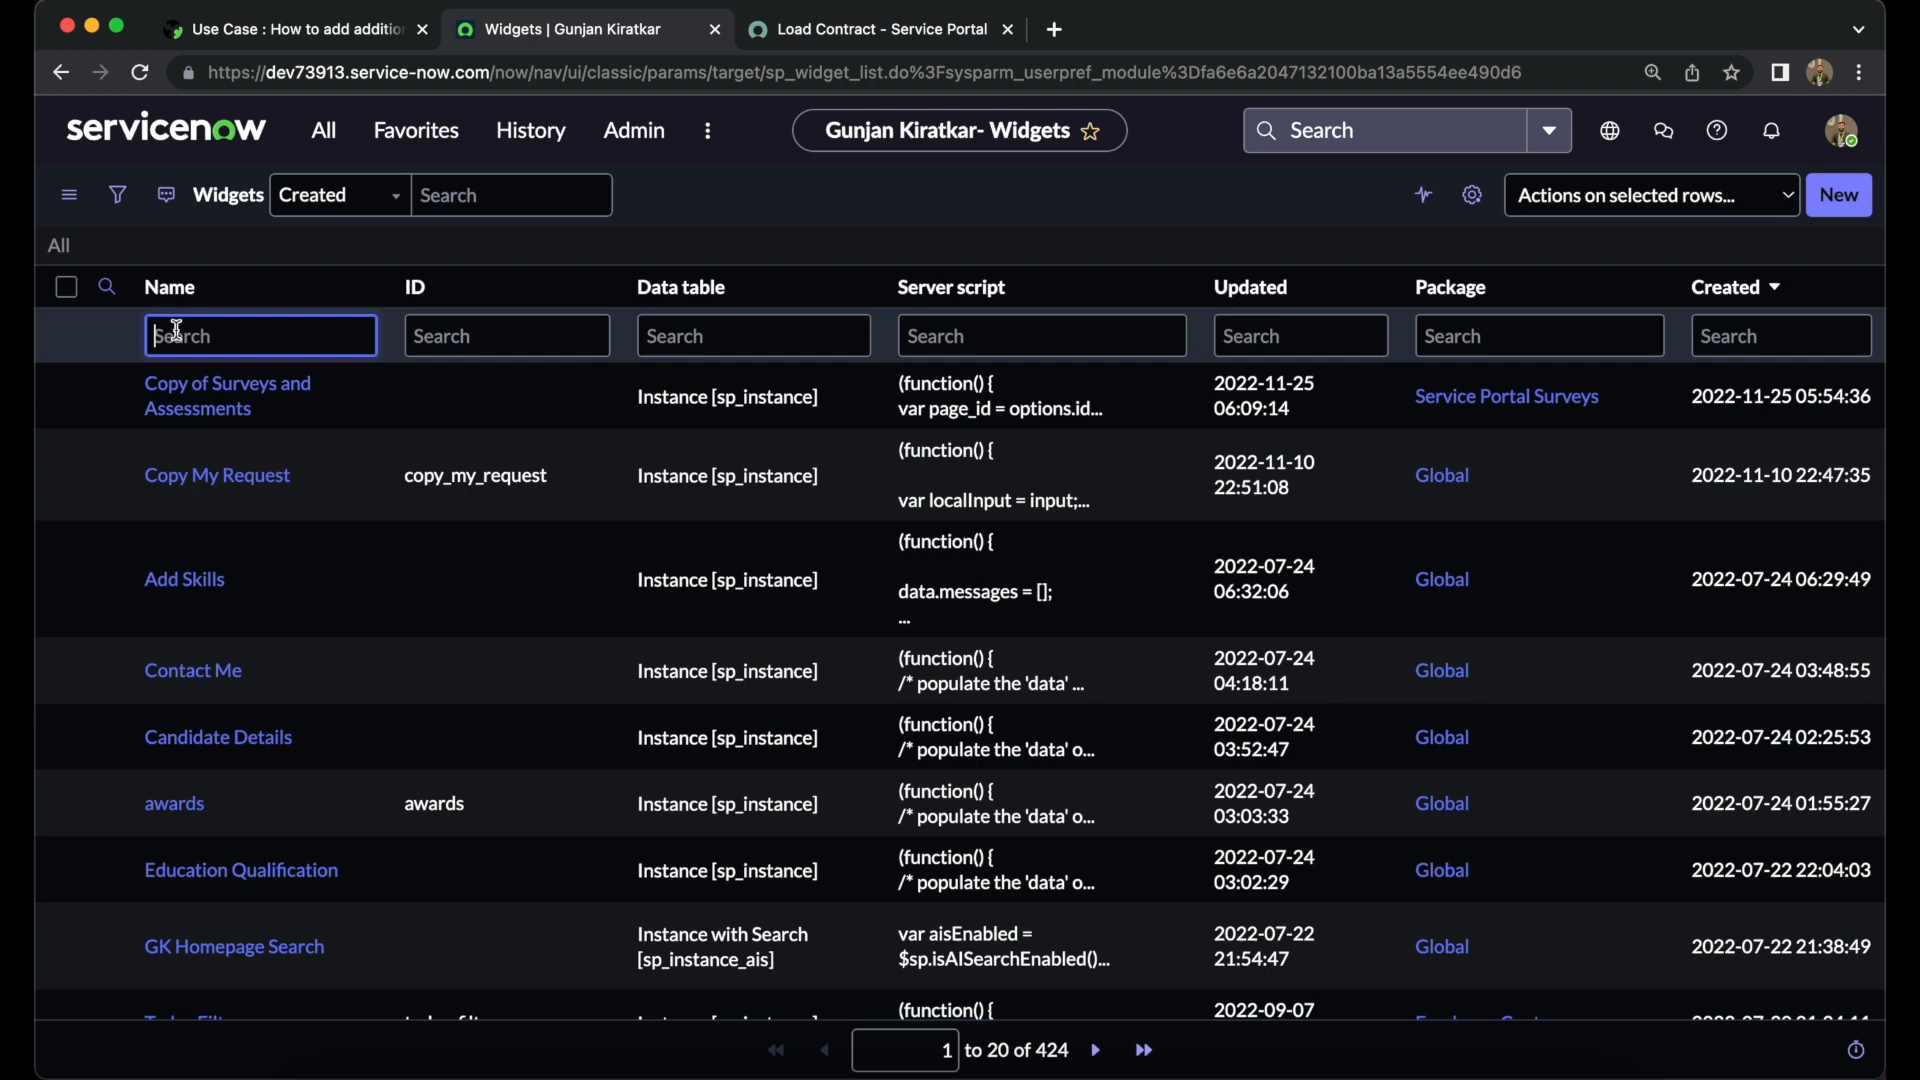 Use Case : How to add additio
Widgets | Gunjan Kiratkar
Load Contract - Service Portal
https://dev73913.service-now.com/now/nav/ui/classic/params/target/sp_widget_list.do%3Fsysparm_userpref_module%3Dfa6e6a2047132100ba13a5554ee490d6
servicenow All Favorites History Admin
Gunjan Kiratkar- Widgets
Search
Widgets Created Search Actions on selected rows... New
All
Name ID Data table Server script Updated Package Created
Search Search Search Search Search Search Search
Copy of Surveys and
Assessments
Instance [sp_instance]
(function() {
var page_id = options.id...
2022-11-25
06:09:14
Service Portal Surveys
2022-11-25 05:54:36
Copy My Request
copy_my_request
Instance [sp_instance]
(function() {
var localInput = input;...
2022-11-10
22:51:08
Global
2022-11-10 22:47:35
Add Skills
Instance [sp_instance]
(function() {
data.messages = [];
...
2022-07-24
06:32:06
Global
2022-07-24 06:29:49
Contact Me
Instance [sp_instance]
(function() {
/* populate the 'data' ...
2022-07-24
04:18:11
Global
2022-07-24 03:48:55
Candidate Details
Instance [sp_instance]
(function() {
/* populate the 'data' o...
2022-07-24
03:52:47
Global
2022-07-24 02:25:53
awards
awards
Instance [sp_instance]
(function() {
/* populate the 'data' o...
2022-07-24
03:03:33
Global
2022-07-24 01:55:27
Education Qualification
Instance [sp_instance]
(function() {
/* populate the 'data' o...
2022-07-24
03:02:29
Global
2022-07-22 22:04:03
GK Homepage Search
Instance with Search
[sp_instance_ais]
var aisEnabled =
$sp.isAISearchEnabled()...
2022-07-22
21:54:47
Global
2022-07-22 21:38:49
(function() {
2022-09-07
1 to 20 of 424